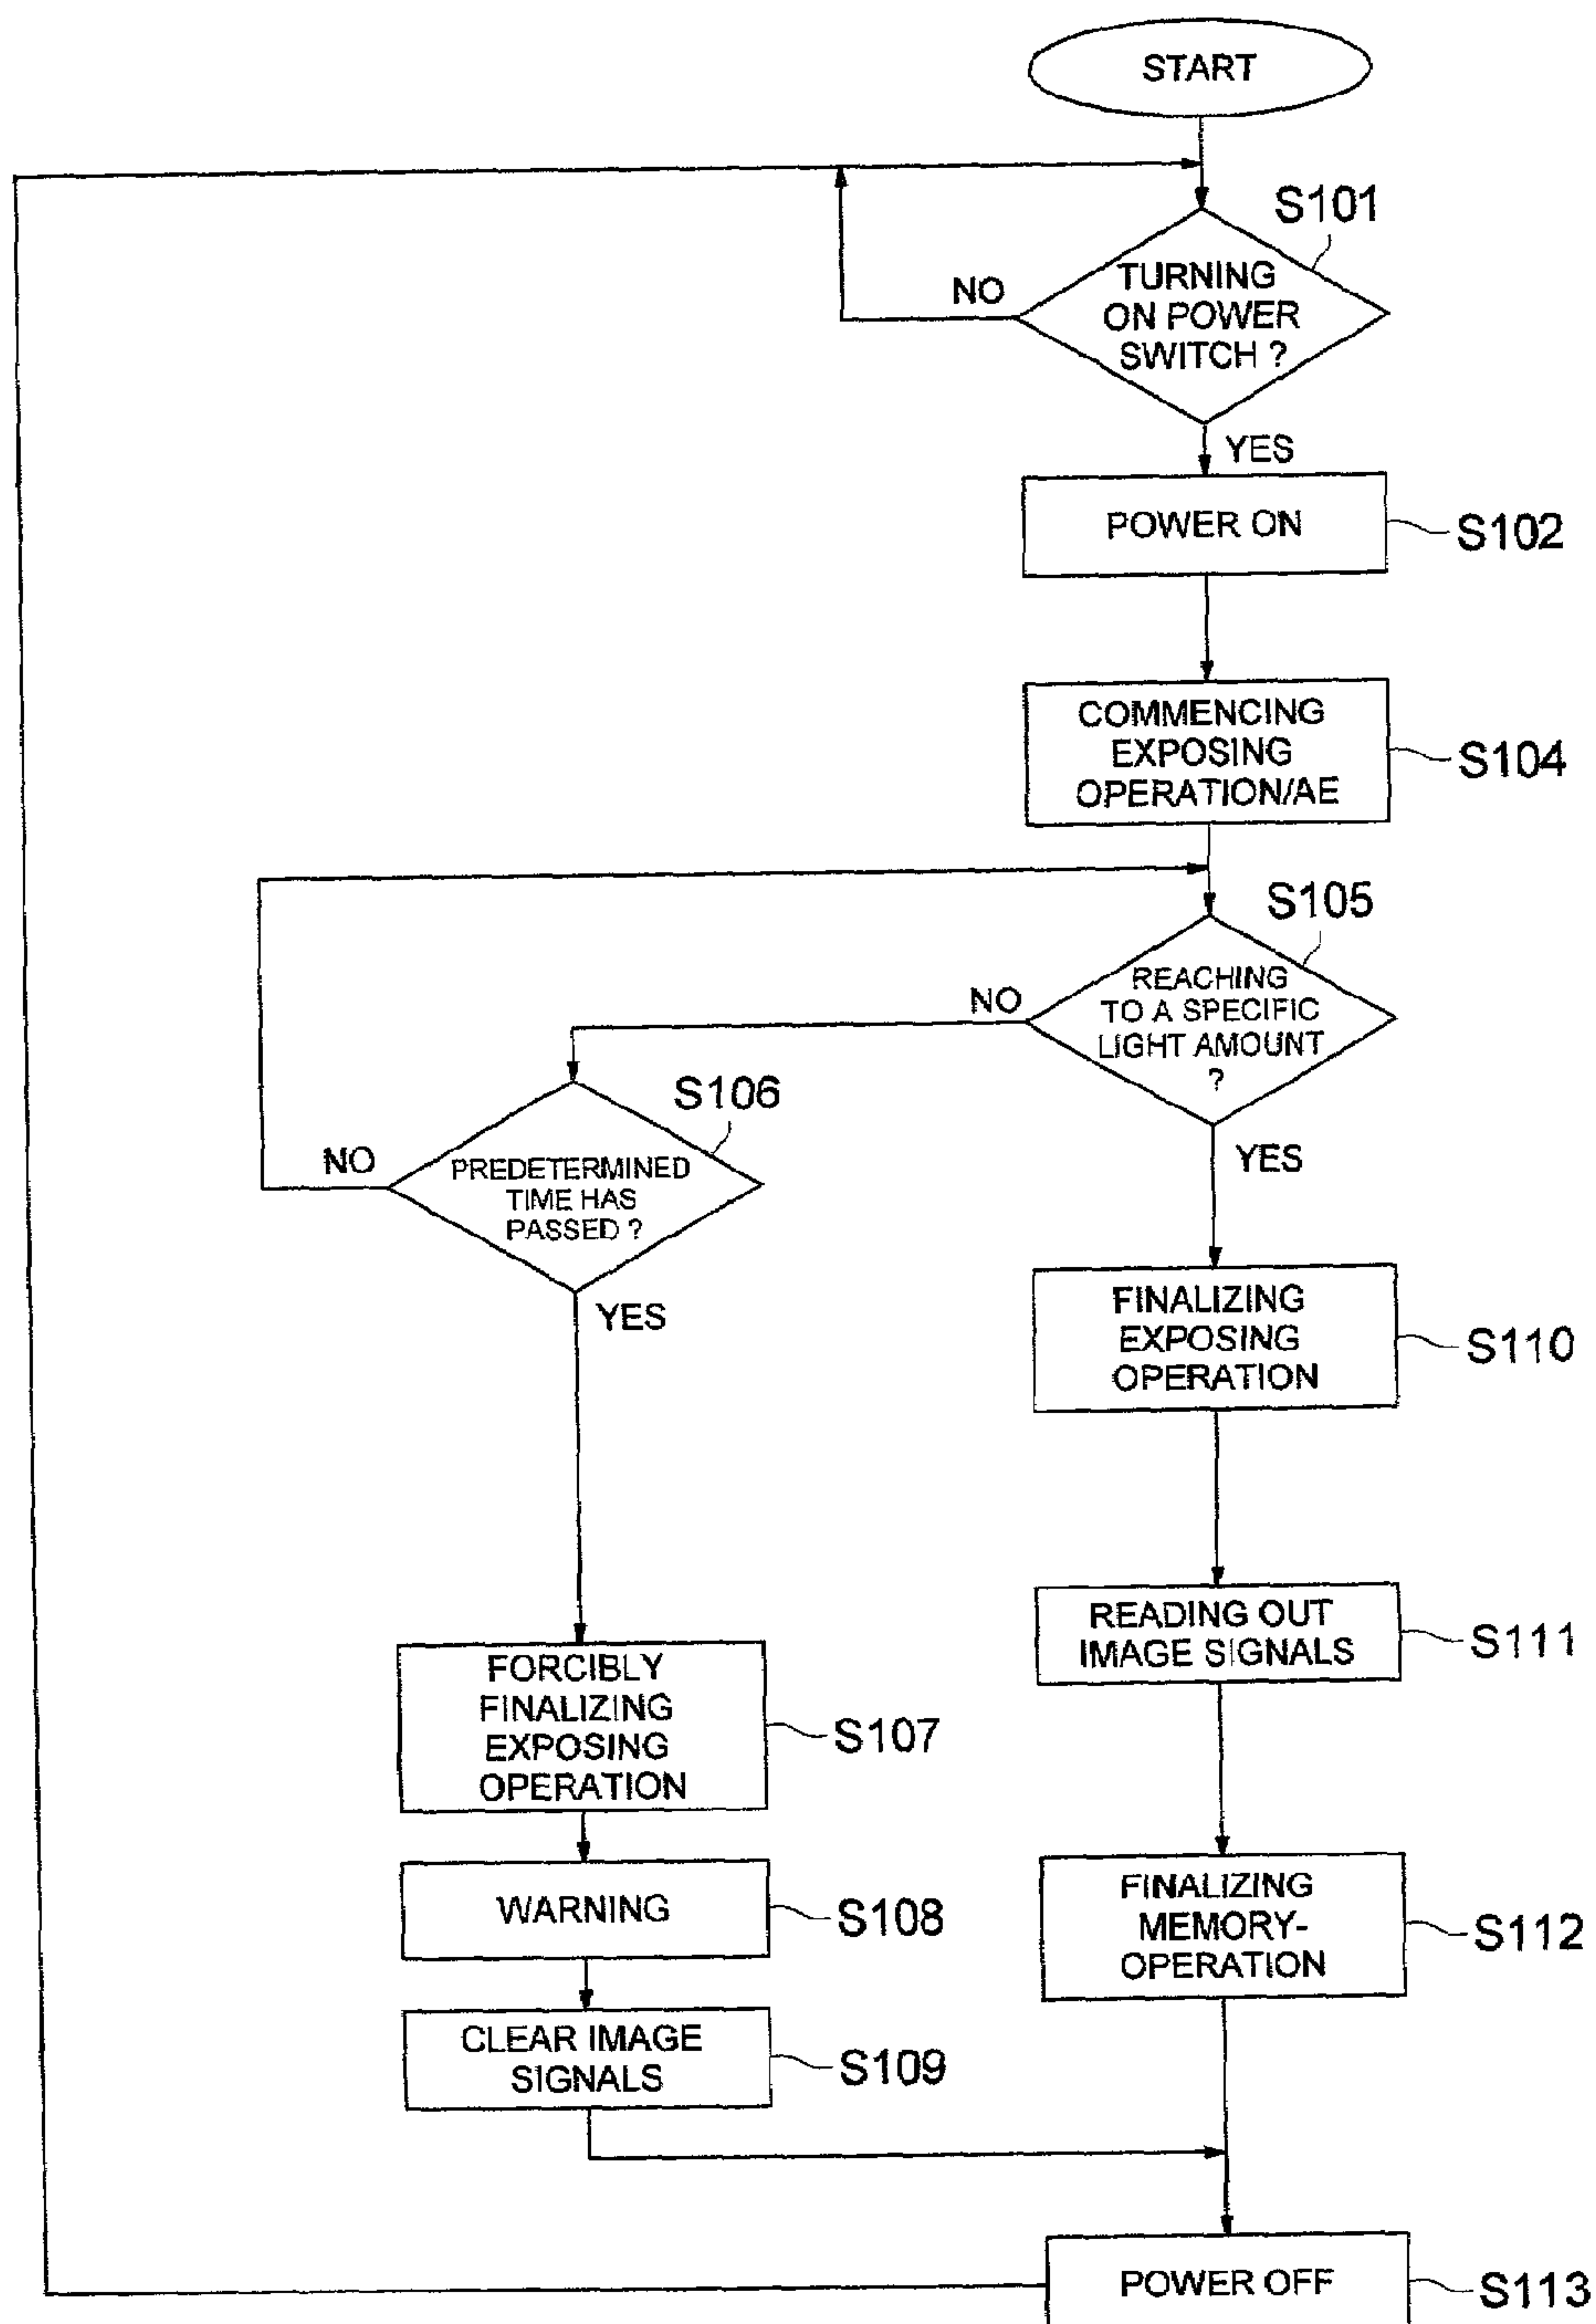 START
S101
TURNING
ON POWER
SWITCH ?
NO
YES
POWER ON
S102
COMMENCING
EXPOSING
OPERATION/AE
S104
S105
REACHING
TO A SPECIFIC
LIGHT AMOUNT
?
NO
YES
S106
PREDETERMINED
TIME HAS
PASSED ?
NO
YES
FINALIZING
EXPOSING
OPERATION
S110
READING OUT
IMAGE SIGNALS
S111
FORCIBLY
FINALIZING
EXPOSING
OPERATION
S107
WARNING
S108
FINALIZING
MEMORY-
OPERATION
S112
CLEAR IMAGE
SIGNALS
S109
POWER OFF
S113